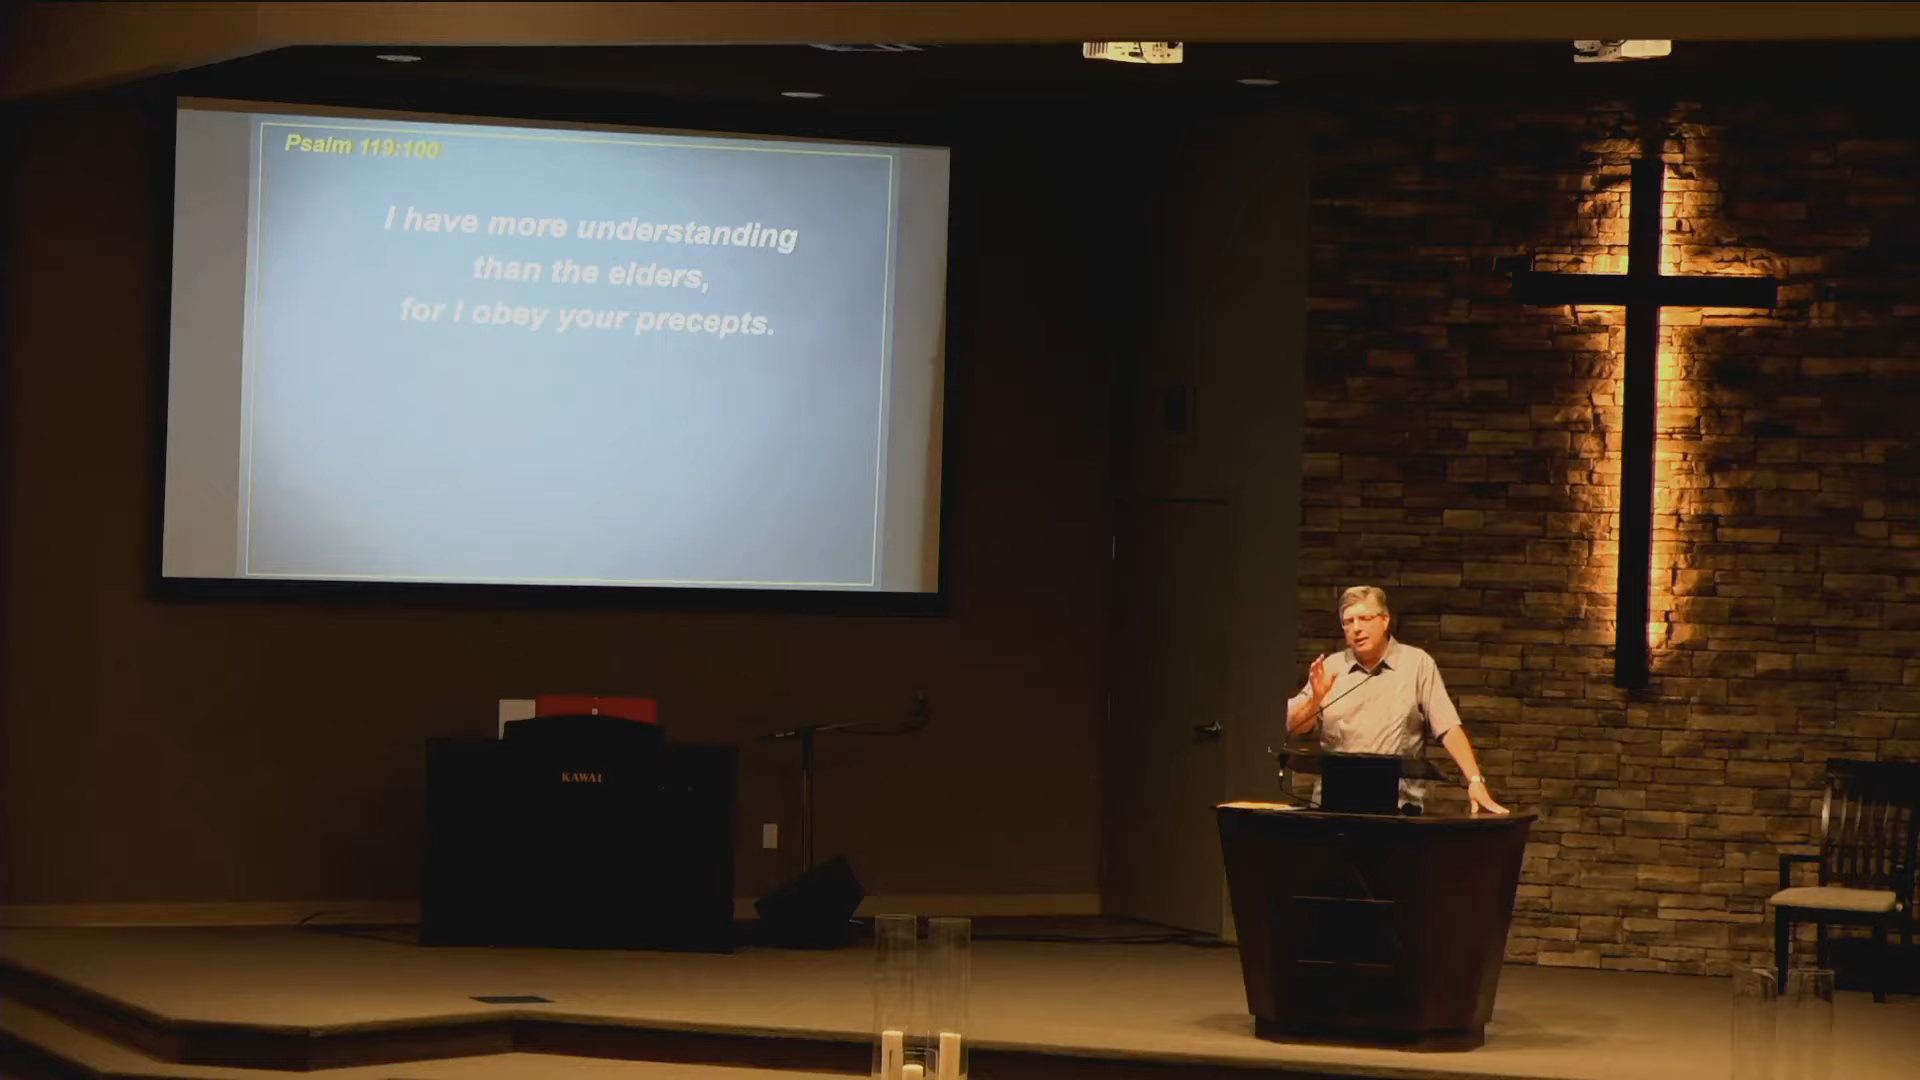 Psalm 119:100
I have more understanding
than the elders,
for I obey your precepts.
KAWAI